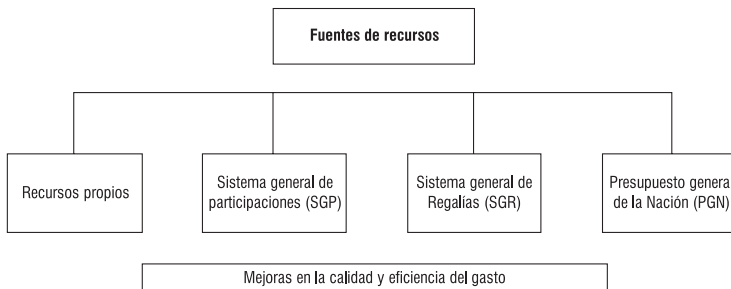 Fuentes de recursos
Recursos propios
Sistema general de
participaciones (SGP)
Sistema general de
Regalías (SGR)
Presupuesto general
de la Nación (PGN)
Mejoras en la calidad y eficiencia del gasto